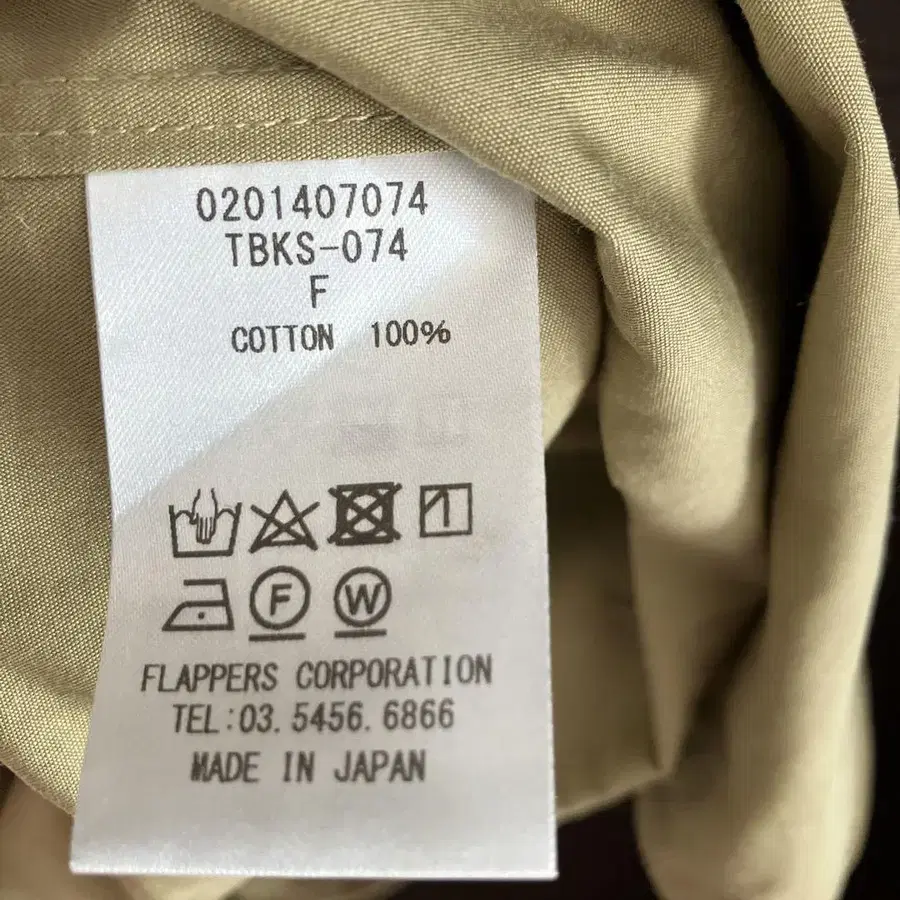 0201407074
TBKS-074
F
COTTON 100%
F W
FLAPPERS CORPORATION
TEL:03. 5456. 6866
MADE IN JAPAN